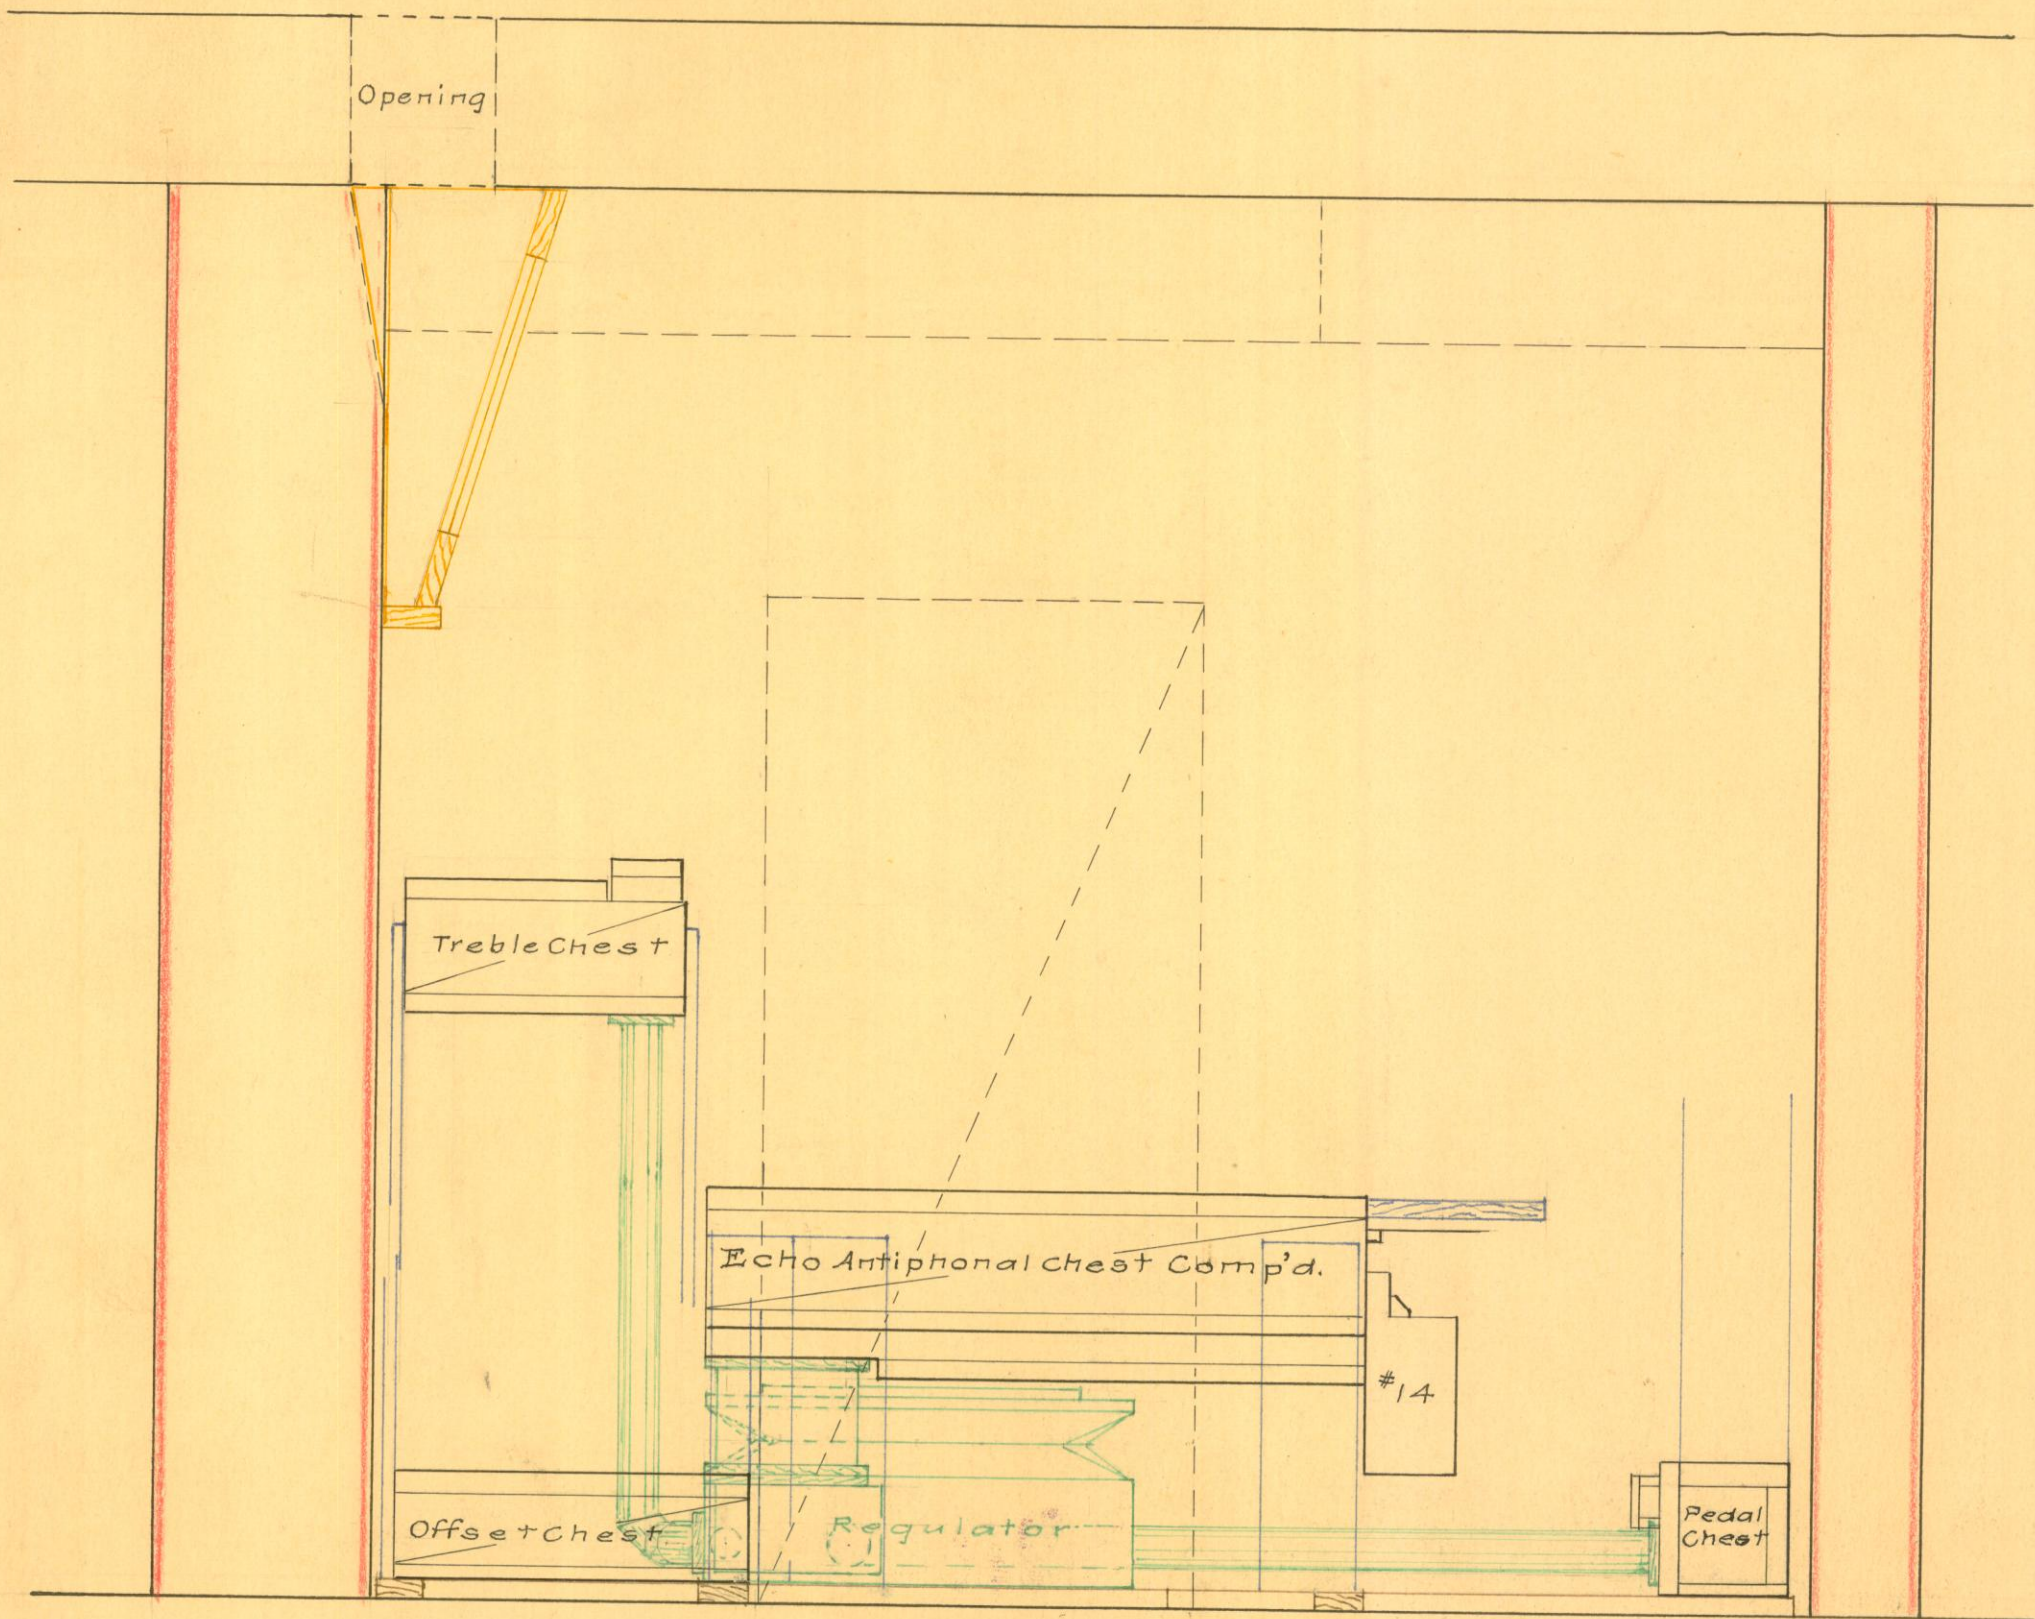 Opening
Treble Chest
Echo Antiphonal Chest Comp'd.
#14
Offset Chest
Regulator
Pedal
Chest